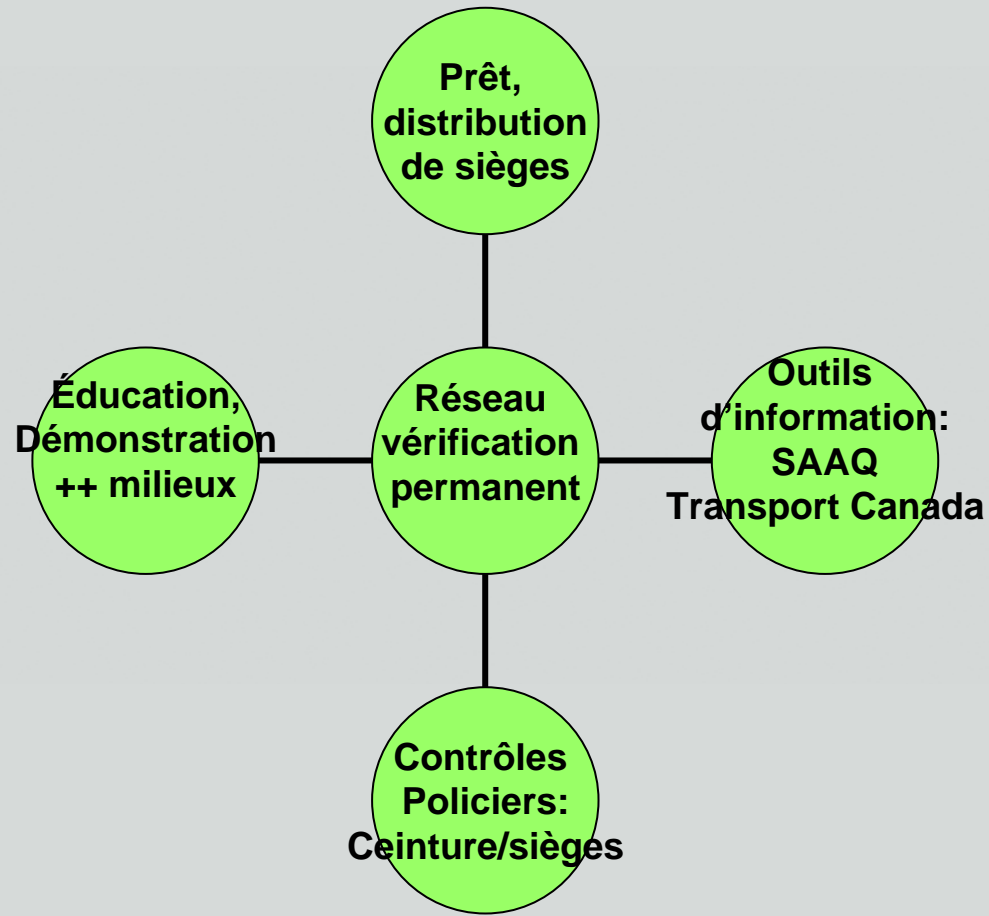 Prêt,
distribution
de sièges
Éducation,
Démonstration
++ milieux
Réseau
vérification
permanent
Outils
d'information:
SAAQ
Transport Canada
Contrôles
Policiers:
Ceinture/sièges